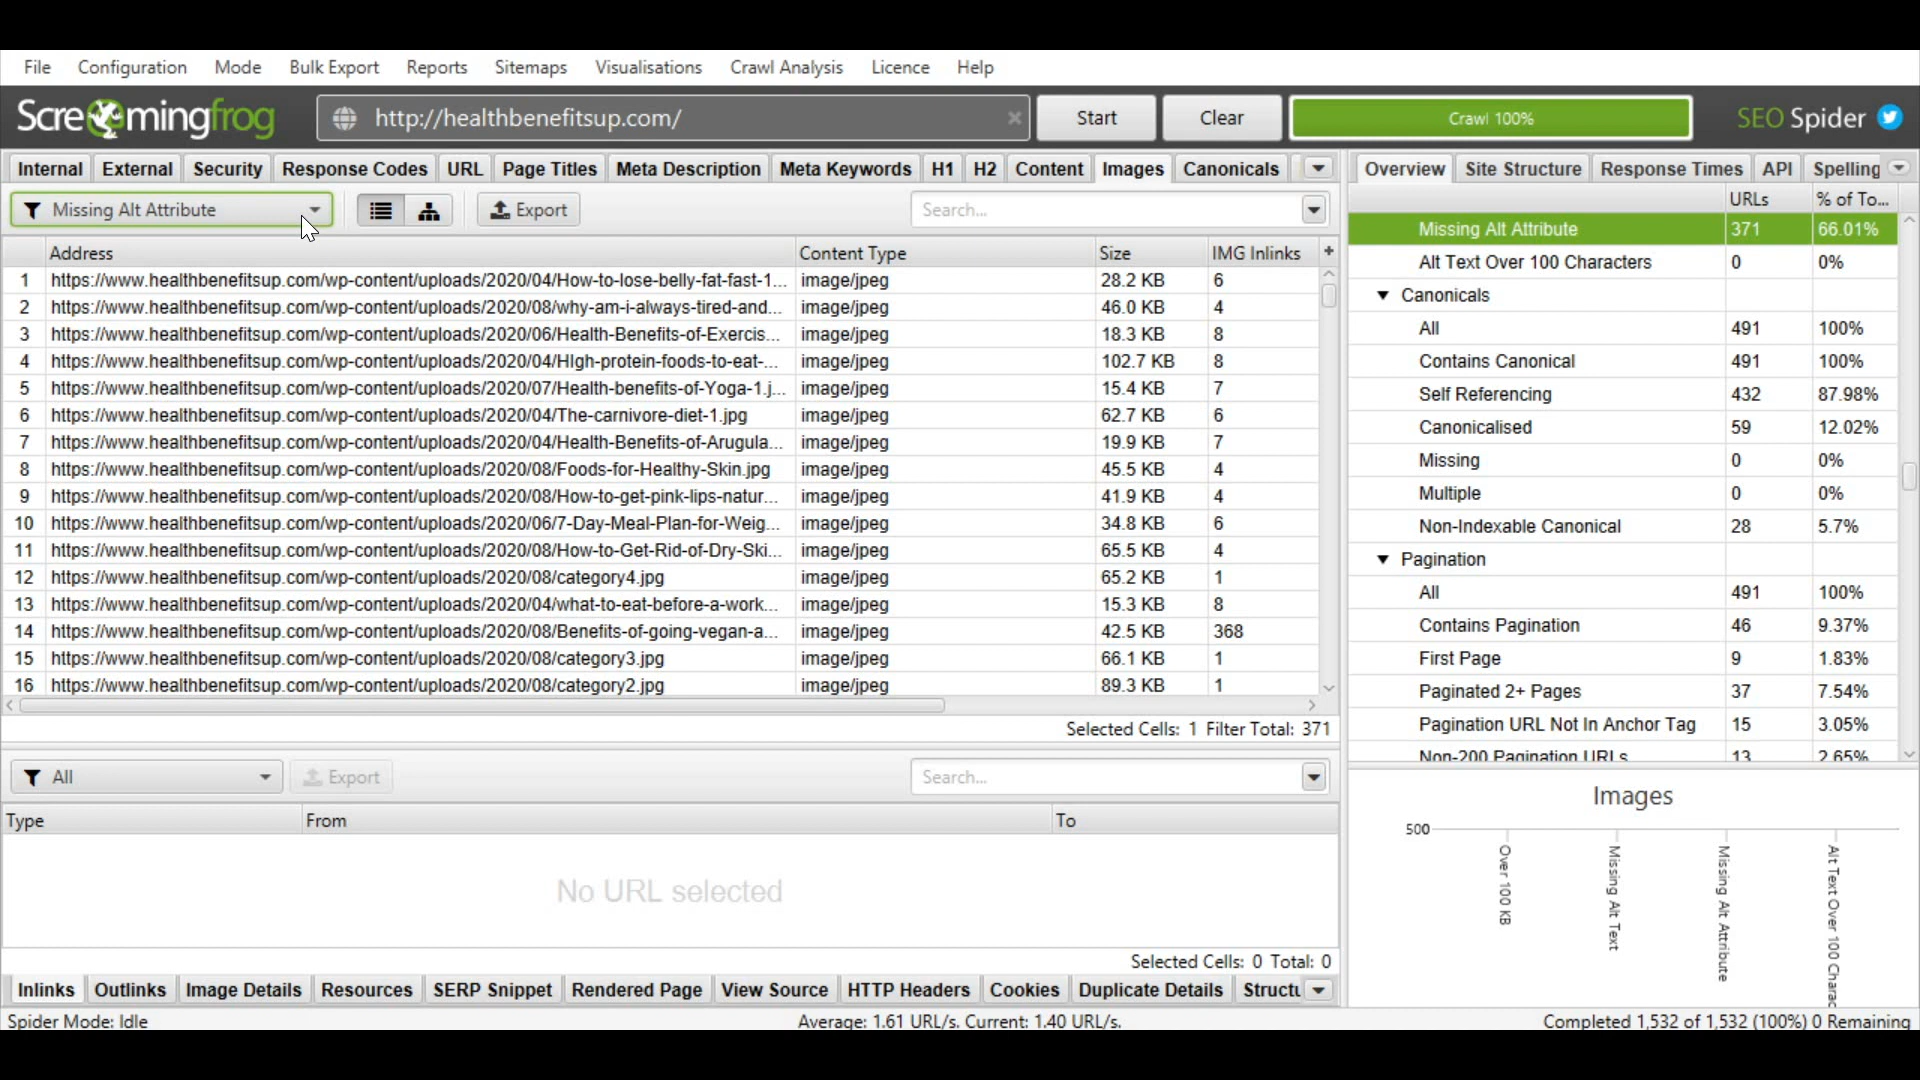 File Configuration Mode Bulk Export Reports Sitemaps Visualisations Crawl Analysis Licence Help
Screamingfrog http://healthbenefitsup.com/ Start Clear Crawl 100% SEO Spider
Internal External Security Response Codes URL Page Titles Meta Description Meta Keywords H1 H2 Content Images Canonicals
Missing Alt Attribute Export Search...
Address Content Type Size IMG Inlinks +
1 https://www.healthbenefitsup.com/wp-content/uploads/2020/04/How-to-lose-belly-fat-fast-1... image/jpeg 28.2 KB 6
2 https://www.healthbenefitsup.com/wp-content/uploads/2020/08/why-am-i-always-tired-and... image/jpeg 46.0 KB 4
3 https://www.healthbenefitsup.com/wp-content/uploads/2020/06/Health-Benefits-of-Exercis... image/jpeg 18.3 KB 8
4 https://www.healthbenefitsup.com/wp-content/uploads/2020/04/HIgh-protein-foods-to-eat-... image/jpeg 102.7 KB 8
5 https://www.healthbenefitsup.com/wp-content/uploads/2020/07/Health-benefits-of-Yoga-1.j... image/jpeg 15.4 KB 7
6 https://www.healthbenefitsup.com/wp-content/uploads/2020/04/The-carnivore-diet-1.jpg image/jpeg 62.7 KB 6
7 https://www.healthbenefitsup.com/wp-content/uploads/2020/04/Health-Benefits-of-Arugula... image/jpeg 19.9 KB 7
8 https://www.healthbenefitsup.com/wp-content/uploads/2020/08/Foods-for-Healthy-Skin.jpg image/jpeg 45.5 KB 4
9 https://www.healthbenefitsup.com/wp-content/uploads/2020/08/How-to-get-pink-lips-natur... image/jpeg 41.9 KB 4
10 https://www.healthbenefitsup.com/wp-content/uploads/2020/06/7-Day-Meal-Plan-for-Weig... image/jpeg 34.8 KB 6
11 https://www.healthbenefitsup.com/wp-content/uploads/2020/08/How-to-Get-Rid-of-Dry-Ski... image/jpeg 65.5 KB 4
12 https://www.healthbenefitsup.com/wp-content/uploads/2020/08/category4.jpg image/jpeg 65.2 KB 1
13 https://www.healthbenefitsup.com/wp-content/uploads/2020/04/what-to-eat-before-a-work... image/jpeg 15.3 KB 8
14 https://www.healthbenefitsup.com/wp-content/uploads/2020/08/Benefits-of-going-vegan-a... image/jpeg 42.5 KB 368
15 https://www.healthbenefitsup.com/wp-content/uploads/2020/08/category3.jpg image/jpeg 66.1 KB 1
16 https://www.healthbenefitsup.com/wp-content/uploads/2020/08/category2.jpg image/jpeg 89.3 KB 1
Selected Cells: 1 Filter Total: 371
All Export Search...
Type From To
No URL selected
Selected Cells: 0 Total: 0
Inlinks Outlinks Image Details Resources SERP Snippet Rendered Page View Source HTTP Headers Cookies Duplicate Details Structu
Overview Site Structure Response Times API Spelling
URLs % of To...
Missing Alt Attribute 371 66.01%
Alt Text Over 100 Characters 0 0%
Canonicals
All 491 100%
Contains Canonical 491 100%
Self Referencing 432 87.98%
Canonicalised 59 12.02%
Missing 0 0%
Multiple 0 0%
Non-Indexable Canonical 28 5.7%
Pagination
All 491 100%
Contains Pagination 46 9.37%
First Page 9 1.83%
Paginated 2+ Pages 37 7.54%
Pagination URL Not In Anchor Tag 15 3.05%
Non-200 Pagination URLs 13 2.65%
Images
500
Over 100 KB
Missing Alt Text
Missing Alt Attribute
Alt Text Over 100 Charac
Spider Mode: Idle Average: 1.61 URL/s. Current: 1.40 URL/s. Completed 1,532 of 1,532 (100%) 0 Remaining